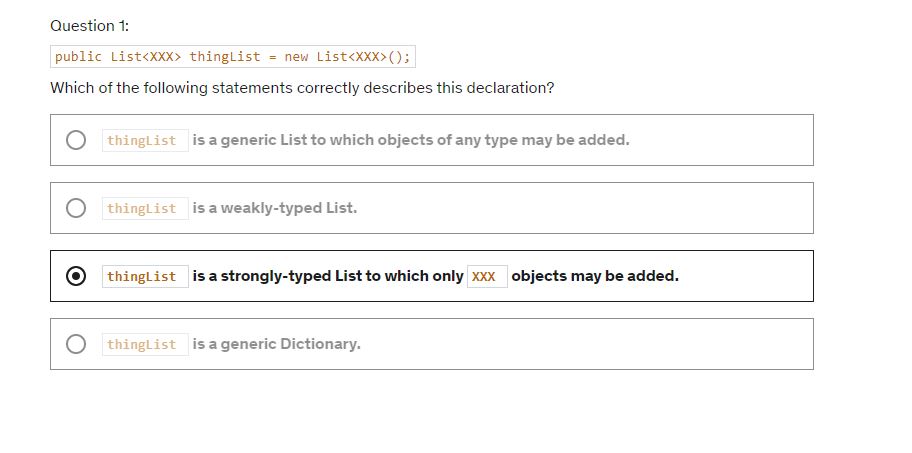 Question 1:
public List<XXX> thingList = new List<XXX>();
Which of the following statements correctly describes this declaration?
thingList is a generic List to which objects of any type may be added.
thingList is a weakly-typed List.
thingList is a strongly-typed List to which only XXX objects may be added.
thingList is a generic Dictionary.